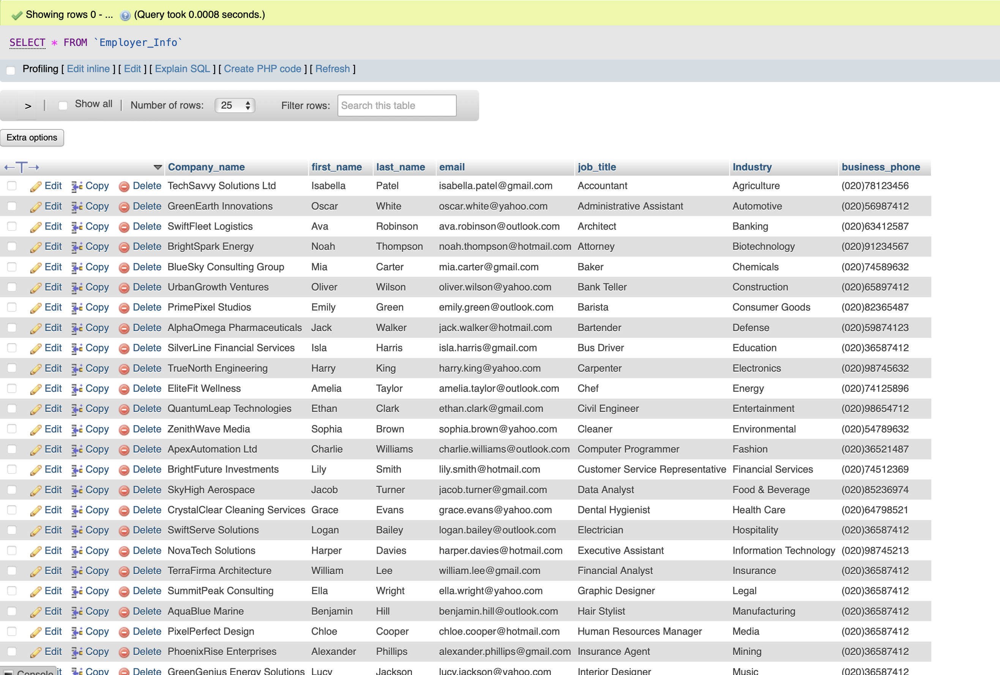 Showing rows 0 - ... (Query took 0.0008 seconds.)
SELECT * FROM `Employer_Info`
Profiling [ Edit inline ] [ Edit ] [ Explain SQL ] [ Create PHP code ] [ Refresh ]
> | Show all | Number of rows: 25 Filter rows: Search this table
Extra options
Company_name first_name last_name email job_title Industry business_phone
Edit Copy Delete TechSavvy Solutions Ltd Isabella Patel isabella.patel@gmail.com Accountant Agriculture (020)78123456
Edit Copy Delete GreenEarth Innovations Oscar White oscar.white@yahoo.com Administrative Assistant Automotive (020)56987412
Edit Copy Delete SwiftFleet Logistics Ava Robinson ava.robinson@outlook.com Architect Banking (020)63412587
Edit Copy Delete BrightSpark Energy Noah Thompson noah.thompson@hotmail.com Attorney Biotechnology (020)91234567
Edit Copy Delete BlueSky Consulting Group Mia Carter mia.carter@gmail.com Baker Chemicals (020)74589632
Edit Copy Delete UrbanGrowth Ventures Oliver Wilson oliver.wilson@yahoo.com Bank Teller Construction (020)65897412
Edit Copy Delete PrimePixel Studios Emily Green emily.green@outlook.com Barista Consumer Goods (020)82365487
Edit Copy Delete AlphaOmega Pharmaceuticals Jack Walker jack.walker@hotmail.com Bartender Defense (020)59874123
Edit Copy Delete SilverLine Financial Services Isla Harris isla.harris@gmail.com Bus Driver Education (020)36587412
Edit Copy Delete TrueNorth Engineering Harry King harry.king@yahoo.com Carpenter Electronics (020)98745632
Edit Copy Delete EliteFit Wellness Amelia Taylor amelia.taylor@outlook.com Chef Energy (020)74125896
Edit Copy Delete QuantumLeap Technologies Ethan Clark ethan.clark@gmail.com Civil Engineer Entertainment (020)98654712
Edit Copy Delete ZenithWave Media Sophia Brown sophia.brown@yahoo.com Cleaner Environmental (020)54789632
Edit Copy Delete ApexAutomation Ltd Charlie Williams charlie.williams@outlook.com Computer Programmer Fashion (020)36521487
Edit Copy Delete BrightFuture Investments Lily Smith lily.smith@hotmail.com Customer Service Representative Financial Services (020)74512369
Edit Copy Delete SkyHigh Aerospace Jacob Turner jacob.turner@gmail.com Data Analyst Food & Beverage (020)85236974
Edit Copy Delete CrystalClear Cleaning Services Grace Evans grace.evans@yahoo.com Dental Hygienist Health Care (020)64798521
Edit Copy Delete SwiftServe Solutions Logan Bailey logan.bailey@outlook.com Electrician Hospitality (020)36587412
Edit Copy Delete NovaTech Solutions Harper Davies harper.davies@hotmail.com Executive Assistant Information Technology (020)98745213
Edit Copy Delete TerraFirma Architecture William Lee william.lee@gmail.com Financial Analyst Insurance (020)36587412
Edit Copy Delete SummitPeak Consulting Ella Wright ella.wright@yahoo.com Graphic Designer Legal (020)36587412
Edit Copy Delete AquaBlue Marine Benjamin Hill benjamin.hill@outlook.com Hair Stylist Manufacturing (020)36587412
Edit Copy Delete PixelPerfect Design Chloe Cooper chloe.cooper@hotmail.com Human Resources Manager Media (020)36587412
Edit Copy Delete PhoenixRise Enterprises Alexander Phillips alexander.phillips@gmail.com Insurance Agent Mining (020)36587412
Console it Copy Delete GreenGenius Energy Solutions Lucy Jackson lucy.jackson@yahoo.com Interior Designer Music (020)36587412